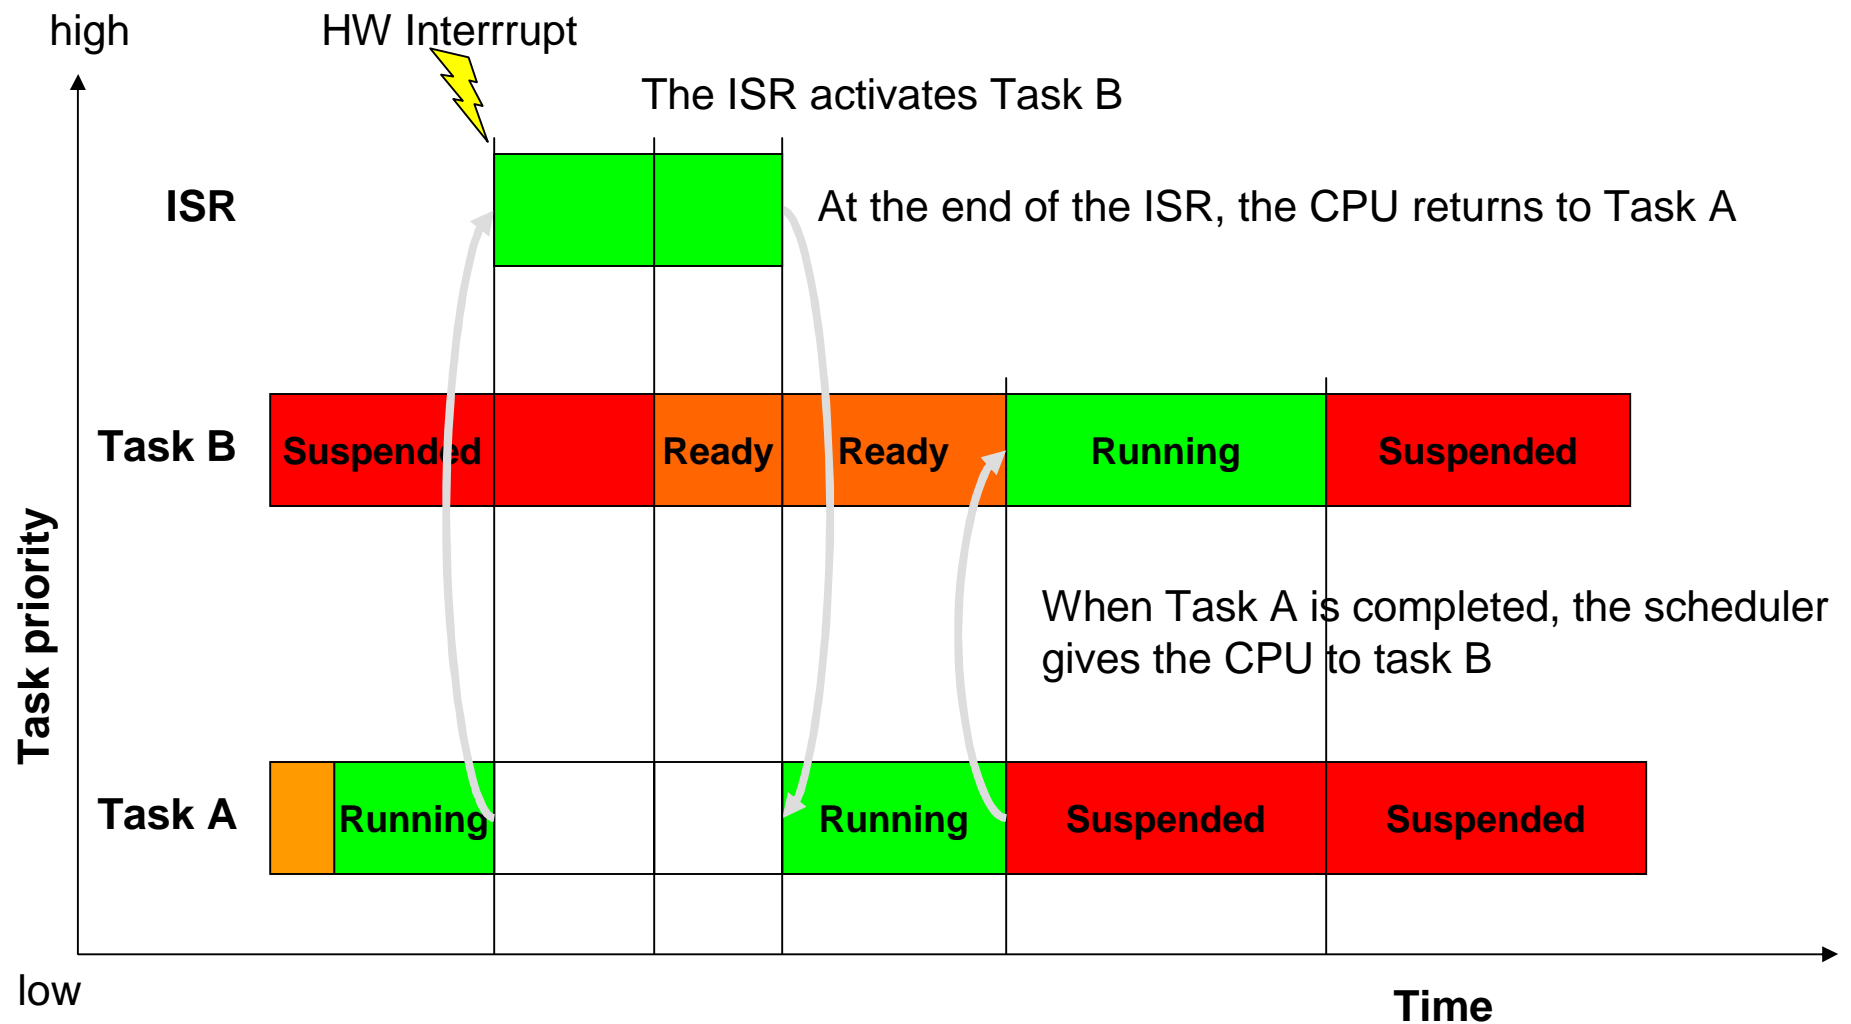 high
HW Interrrupt
The ISR activates Task B
ISR
At the end of the ISR, the CPU returns to Task A
Task B
Suspended
Ready
Ready
Running
Suspended
Task priority
When Task A is completed, the scheduler
gives the CPU to task B
Task A
Running
Running
Suspended
Suspended
low
Time